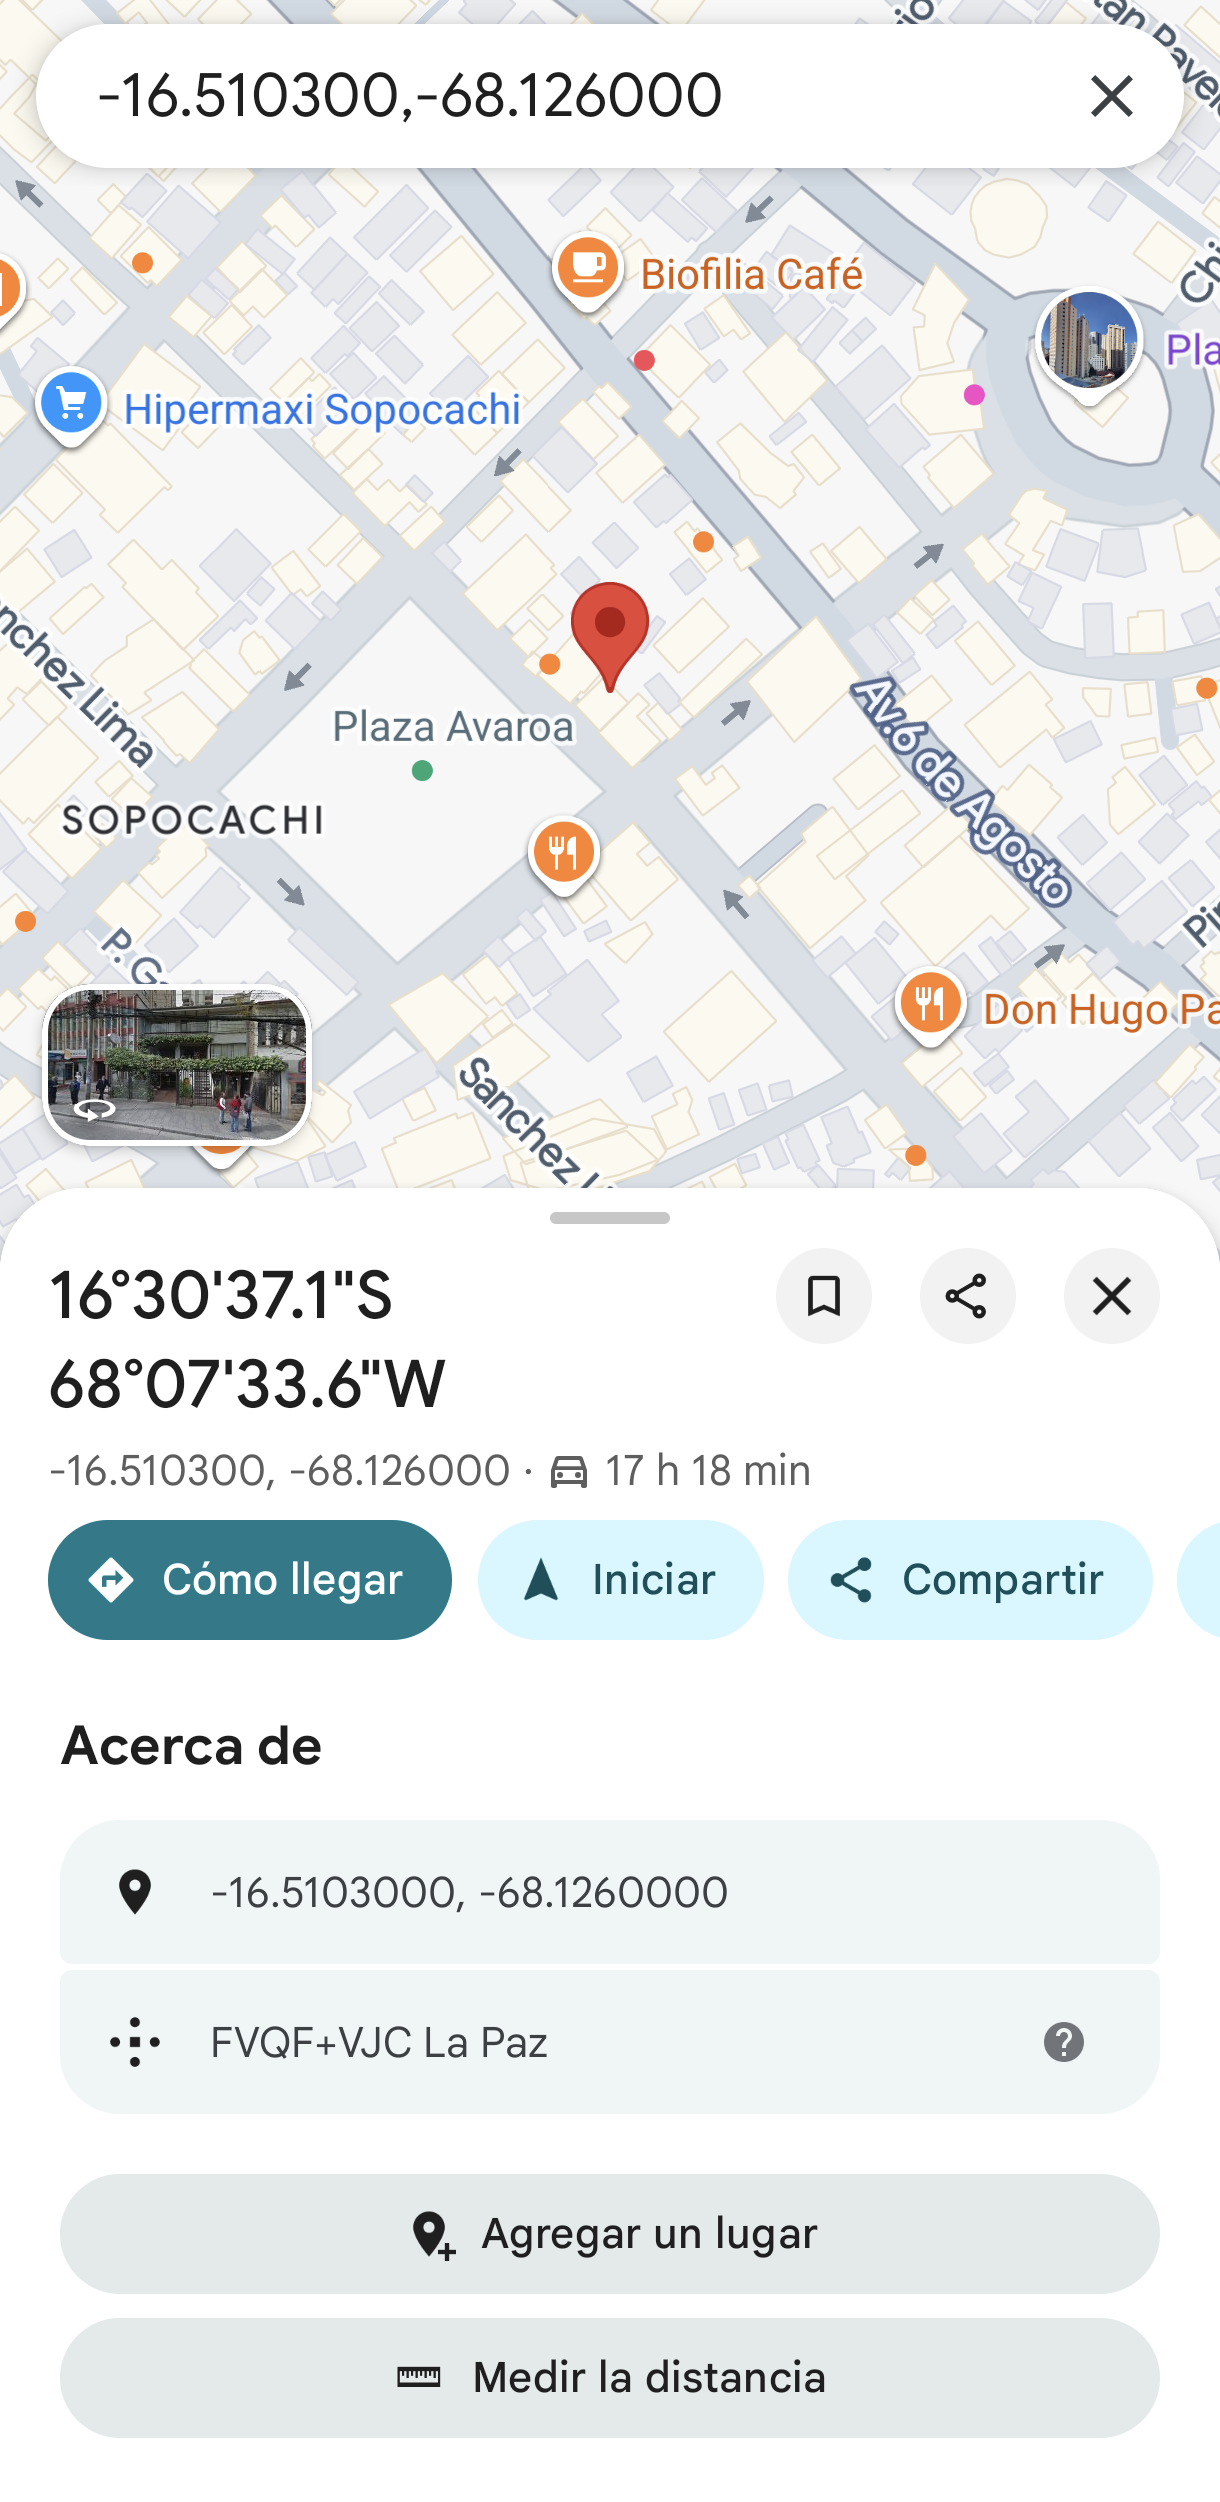 -16.510300,-68.126000
Biofilia Café
Hipermaxi Sopocachi
Plaza Avaroa
SOPOCACHI
Av. 6 de Agosto
Don Hugo
Sanchez
16°30'37.1"S
68°07'33.6"W
-16.510300, -68.126000 · 17 h 18 min
Cómo llegar
Iniciar
Compartir
Acerca de
-16.5103000, -68.1260000
FVQF+VJC La Paz
Agregar un lugar
Medir la distancia